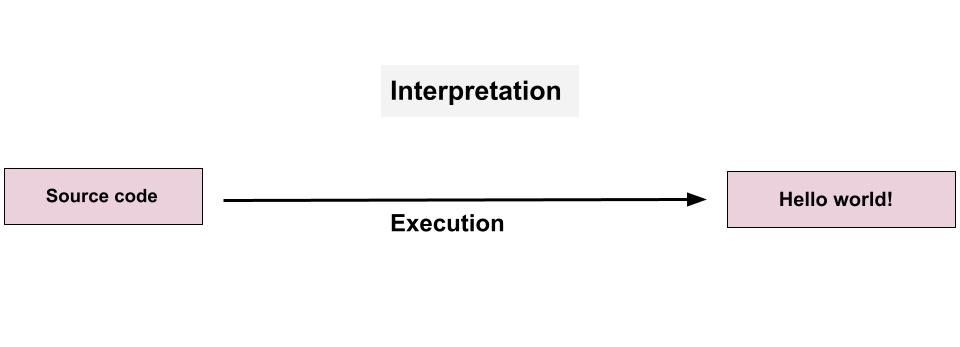 Interpretation
Source code
Execution
Hello world!